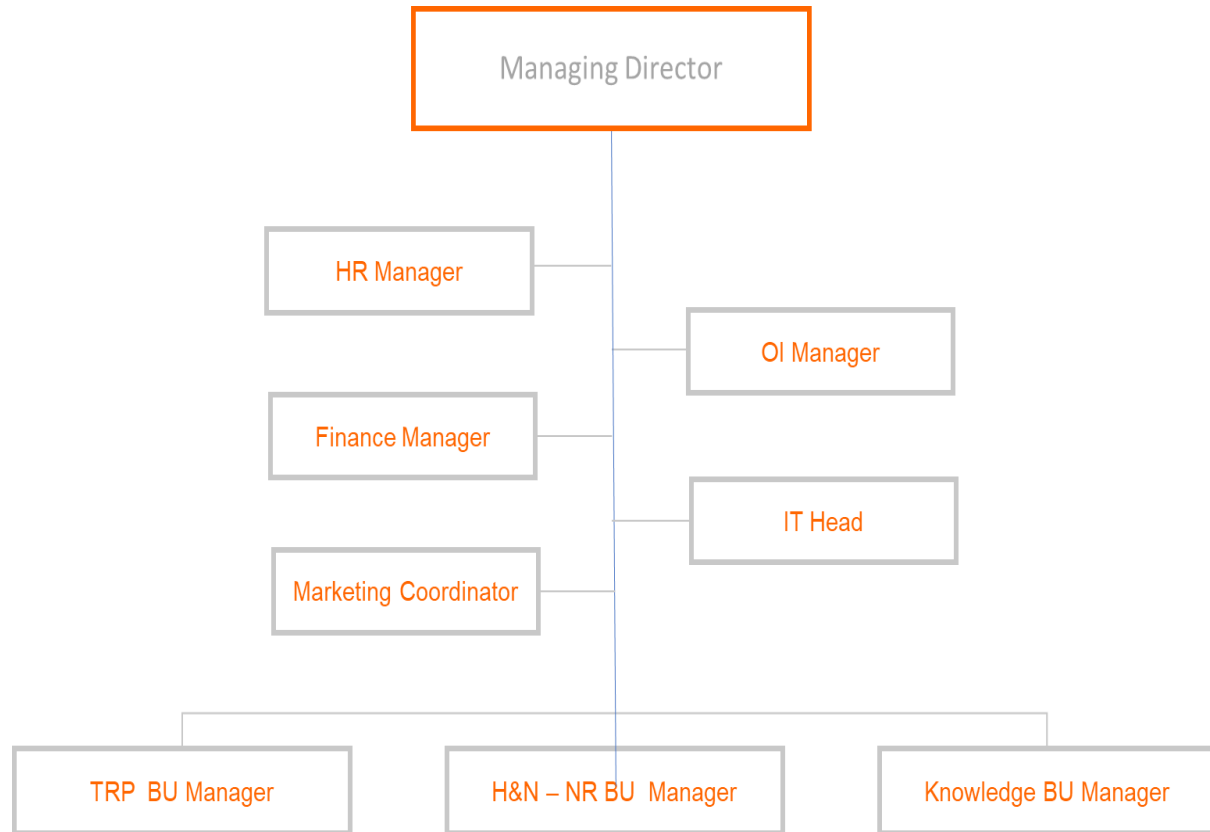 Managing Director
HR Manager
OI Manager
Finance Manager
IT Head
Marketing Coordinator
TRP BU Manager
H&N – NR BU Manager
Knowledge BU Manager